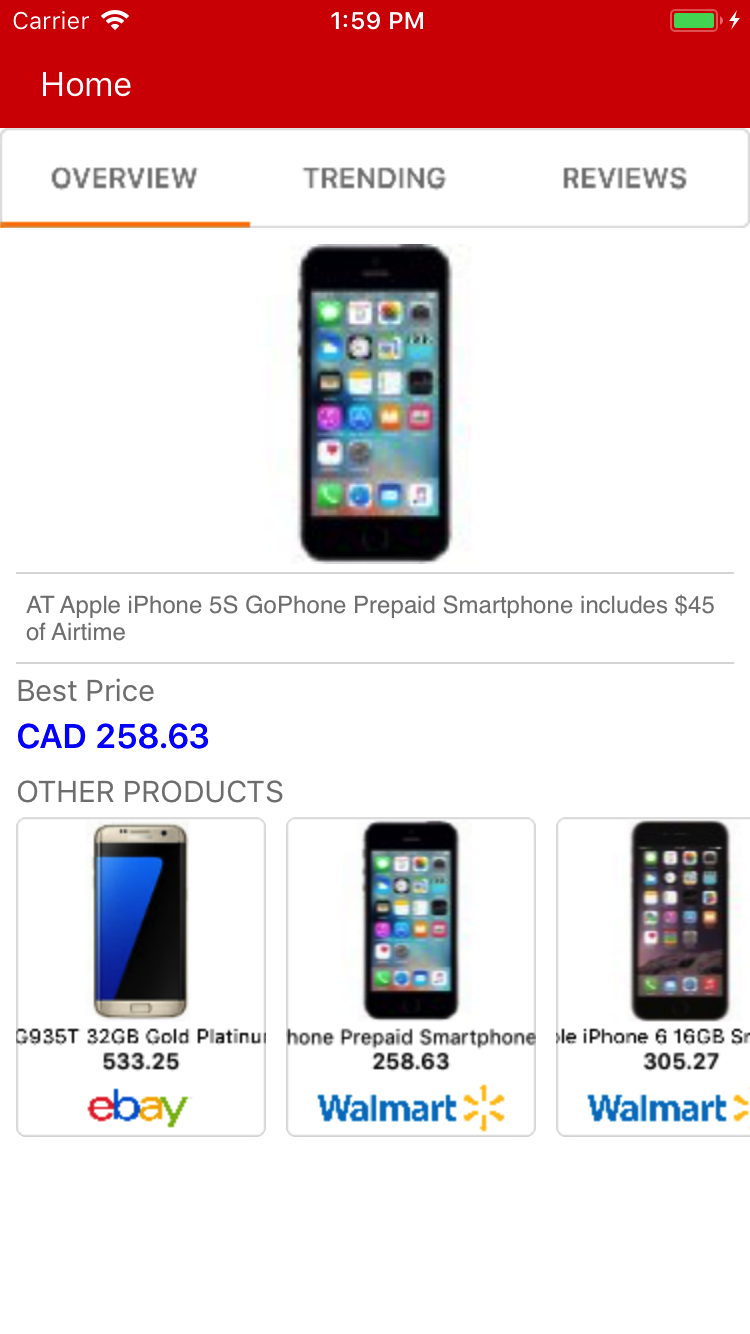 Carrier 1:59 PM
Home
OVERVIEW TRENDING REVIEWS
AT Apple iPhone 5S GoPhone Prepaid Smartphone includes $45
of Airtime
Best Price
CAD 258.63
OTHER PRODUCTS
G935T 32GB Gold Platinu
hone Prepaid Smartphone
le iPhone 6 16GB Sr
533.25 258.63 305.27
ebay Walmart Walmart